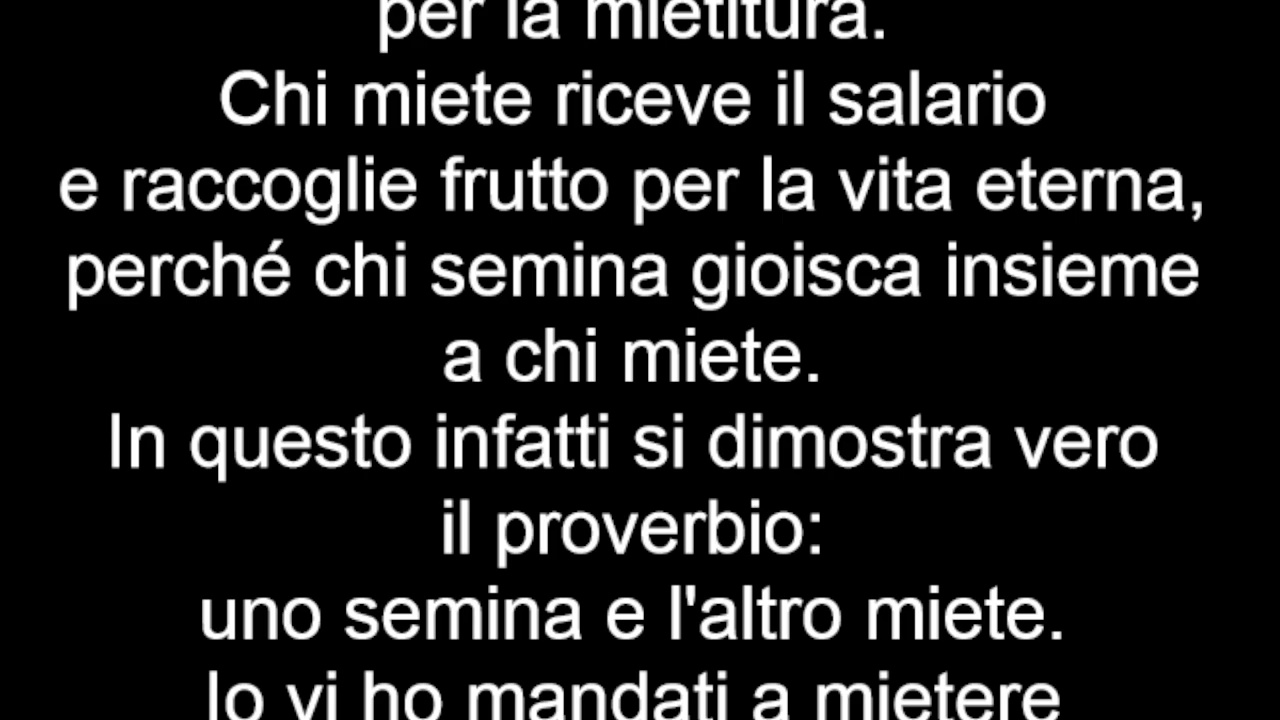 per la mietitura.
Chi miete riceve il salario
e raccoglie frutto per la vita eterna,
perché chi semina gioisca insieme
a chi miete.
In questo infatti si dimostra vero
il proverbio:
uno semina e l'altro miete.
Io vi ho mandati a mietere